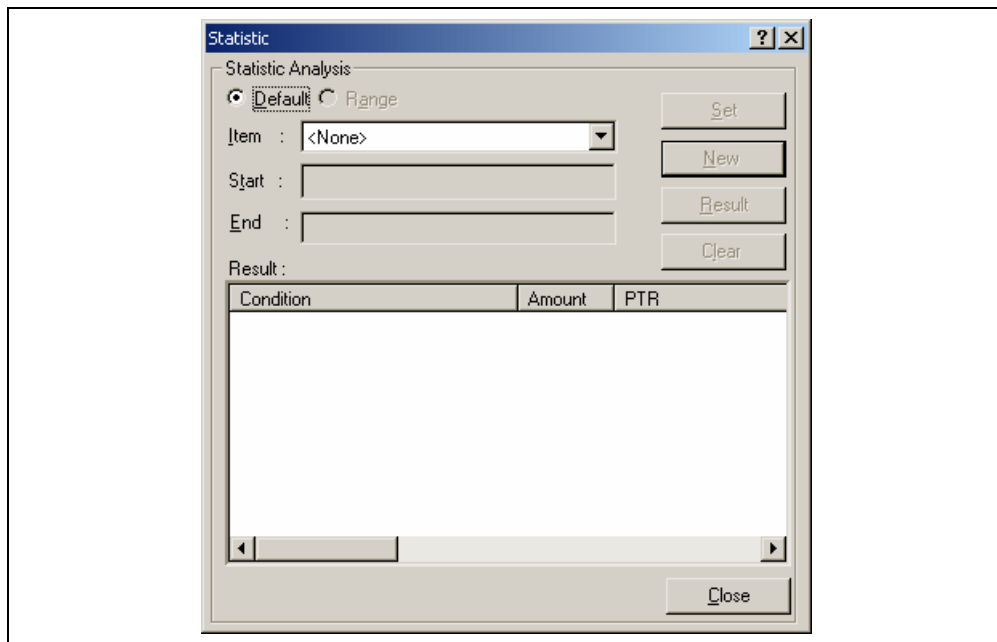 Statistic
Statistic Analysis
Default Range
Set
Item : <None>
New
Start :
Result
End :
Clear
Result :
Condition Amount PTR
Close